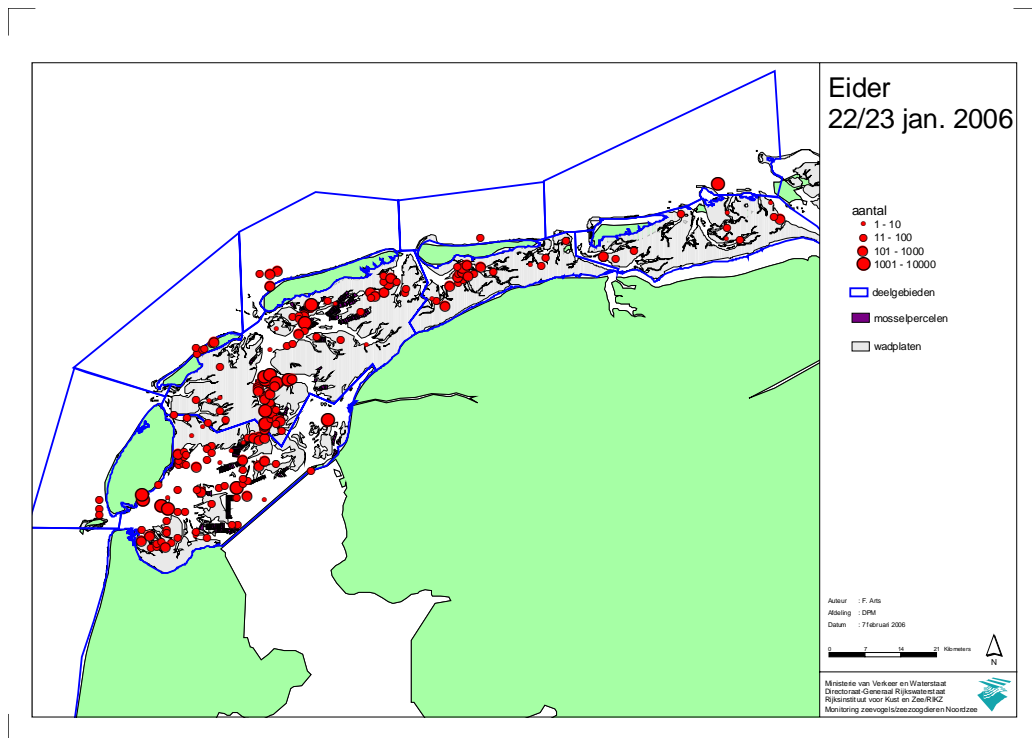 Eider
22/23 jan. 2006
aantal
1 - 10
11 - 100
101 - 1000
1001 - 10000
deelgebieden
mosselpercelen
wadplaten
Auteur : F. Arts
Afdeling : DPM
Datum : 7 februari 2006
0 7 14 21 Kilometers
N
Ministerie van Verkeer en Waterstaat
Directoraat-Generaal Rijkswaterstaat
Rijksinstituut voor Kust en Zee/RIKZ
Monitoring zeevogels/zeezoogdieren Noordzee